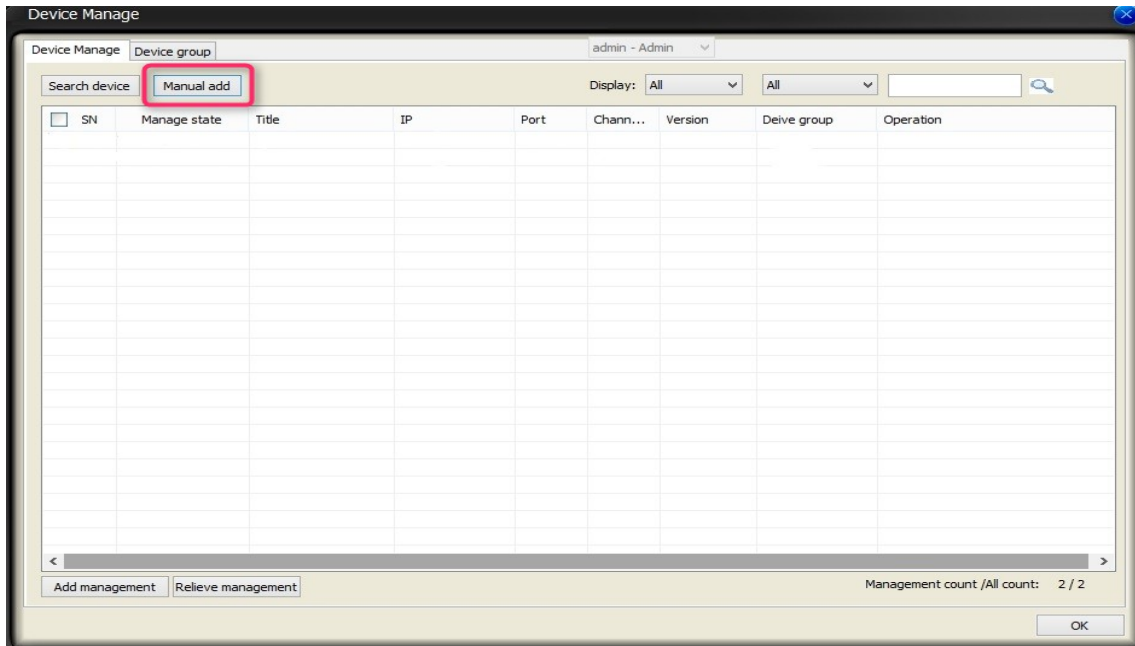 Device Manage
Device Manage Device group admin - Admin
Search device Manual add Display: All All
SN Manage state Title IP Port Chann... Version Deive group Operation
Add management Relieve management Management count /All count: 2 / 2
OK